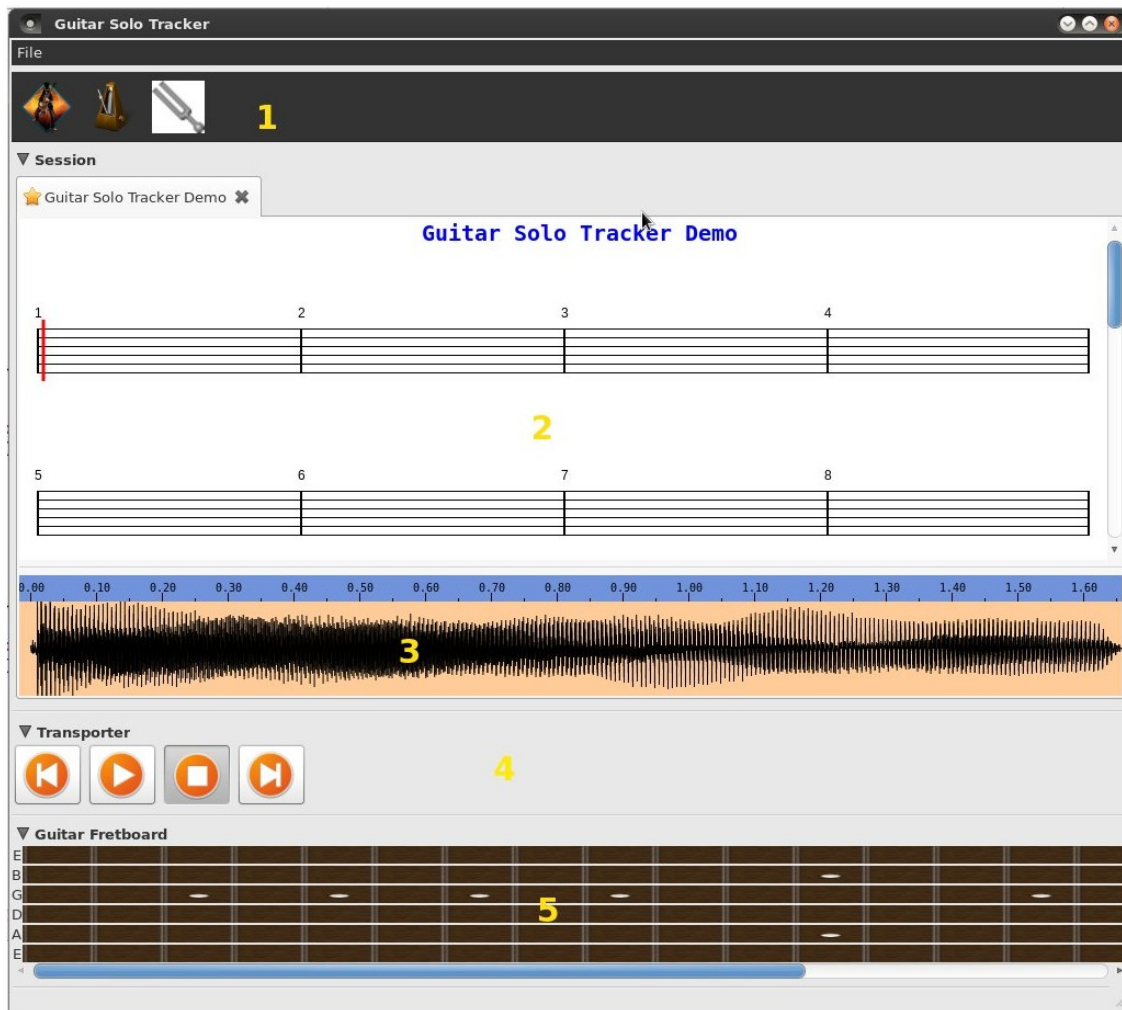 Guitar Solo Tracker
File
1
Session
Guitar Solo Tracker Demo
Guitar Solo Tracker Demo
1 2 3 4
2
5 6 7 8
0.00 0.10 0.20 0.30 0.40 0.50 0.60 0.70 0.80 0.90 1.00 1.10 1.20 1.30 1.40 1.50 1.60
3
Transporter
4
Guitar Fretboard
E
B
G
D
5
A
E